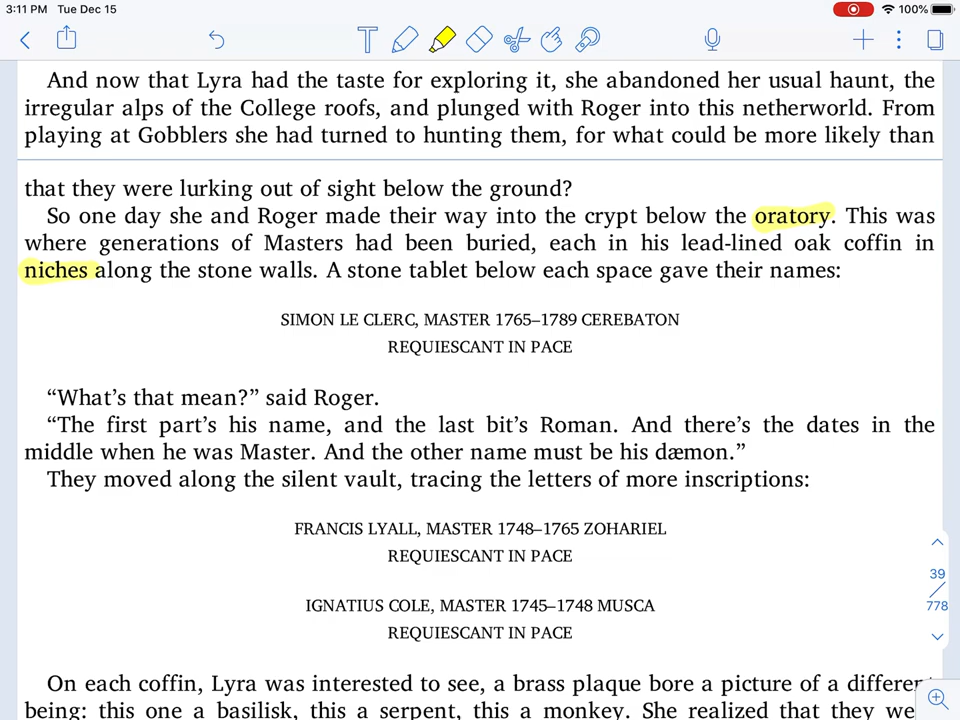 3:11 PM Tue Dec 15
100%
And now that Lyra had the taste for exploring it, she abandoned her usual haunt, the
irregular alps of the College roofs, and plunged with Roger into this netherworld. From
playing at Gobblers she had turned to hunting them, for what could be more likely than
that they were lurking out of sight below the ground?
So one day she and Roger made their way into the crypt below the oratory. This was
where generations of Masters had been buried, each in his lead-lined oak coffin in
niches along the stone walls. A stone tablet below each space gave their names:
SIMON LE CLERC, MASTER 1765–1789 CEREBATON
REQUIESCANT IN PACE
“What’s that mean?” said Roger.
“The first part’s his name, and the last bit’s Roman. And there’s the dates in the
middle when he was Master. And the other name must be his dæmon.”
They moved along the silent vault, tracing the letters of more inscriptions:
FRANCIS LYALL, MASTER 1748–1765 ZOHARIEL
REQUIESCANT IN PACE
39
778
IGNATIUS COLE, MASTER 1745–1748 MUSCA
REQUIESCANT IN PACE
On each coffin, Lyra was interested to see, a brass plaque bore a picture of a different
being: this one a basilisk, this a serpent, this a monkey. She realized that they